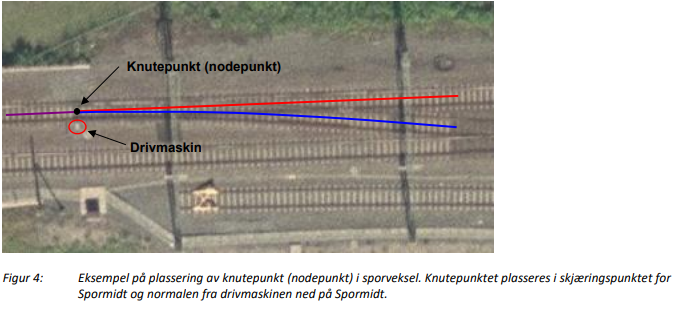 Knutepunkt (nodepunkt)
Drivmaskin
Figur 4: Eksempel på plassering av knutepunkt (nodepunkt) i sporveksel. Knutepunktet plasseres i skjæringspunktet for
Spormidt og normalen fra drivmaskinen ned på Spormidt.